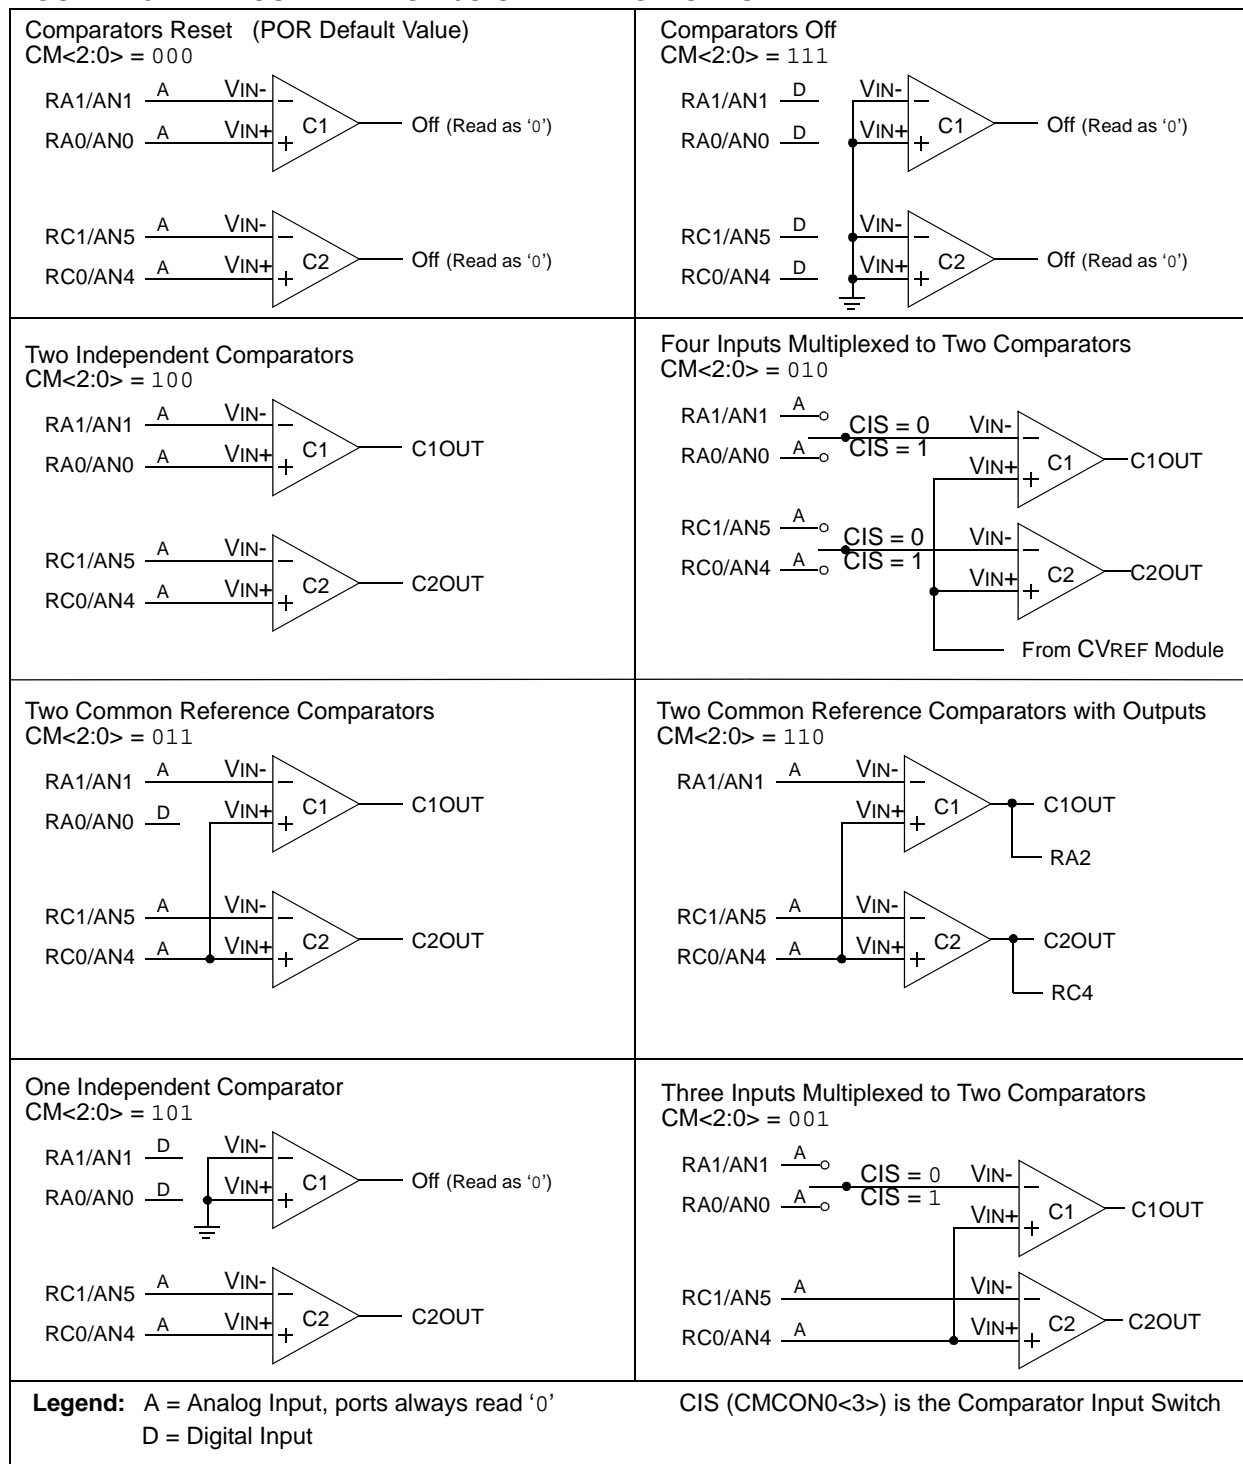 Comparators Reset (POR Default Value)
CM<2:0> = 000
RA1/AN1 A VIN-
RA0/AN0 A VIN+
C1
Off (Read as '0')
RC1/AN5 A VIN-
RC0/AN4 A VIN+
C2
Off (Read as '0')
Comparators Off
CM<2:0> = 111
RA1/AN1 D VIN-
RA0/AN0 D VIN+
C1
Off (Read as '0')
RC1/AN5 D VIN-
RC0/AN4 D VIN+
C2
Off (Read as '0')
Two Independent Comparators
CM<2:0> = 100
RA1/AN1 A VIN-
RA0/AN0 A VIN+
C1
C1OUT
RC1/AN5 A VIN-
RC0/AN4 A VIN+
C2
C2OUT
Four Inputs Multiplexed to Two Comparators
CM<2:0> = 010
RA1/AN1 A
CIS = 0 VIN-
RA0/AN0 A CIS = 1
VIN+ C1
C1OUT
RC1/AN5 A
CIS = 0 VIN-
RC0/AN4 A CIS = 1
VIN+ C2
C2OUT
From CVREF Module
Two Common Reference Comparators
CM<2:0> = 011
RA1/AN1 A VIN-
RA0/AN0 D VIN+
C1
C1OUT
RC1/AN5 A VIN-
RC0/AN4 A VIN+
C2
C2OUT
Two Common Reference Comparators with Outputs
CM<2:0> = 110
RA1/AN1 A VIN-
VIN+ C1
C1OUT
RA2
RC1/AN5 A VIN-
RC0/AN4 A VIN+
C2
C2OUT
RC4
One Independent Comparator
CM<2:0> = 101
RA1/AN1 D VIN-
RA0/AN0 D VIN+
C1
Off (Read as '0')
RC1/AN5 A VIN-
RC0/AN4 A VIN+
C2
C2OUT
Three Inputs Multiplexed to Two Comparators
CM<2:0> = 001
RA1/AN1 A
CIS = 0 VIN-
RA0/AN0 A CIS = 1
VIN+ C1
C1OUT
RC1/AN5 A VIN-
RC0/AN4 A VIN+
C2
C2OUT
Legend: A = Analog Input, ports always read '0'
D = Digital Input
CIS (CMCON0<3>) is the Comparator Input Switch